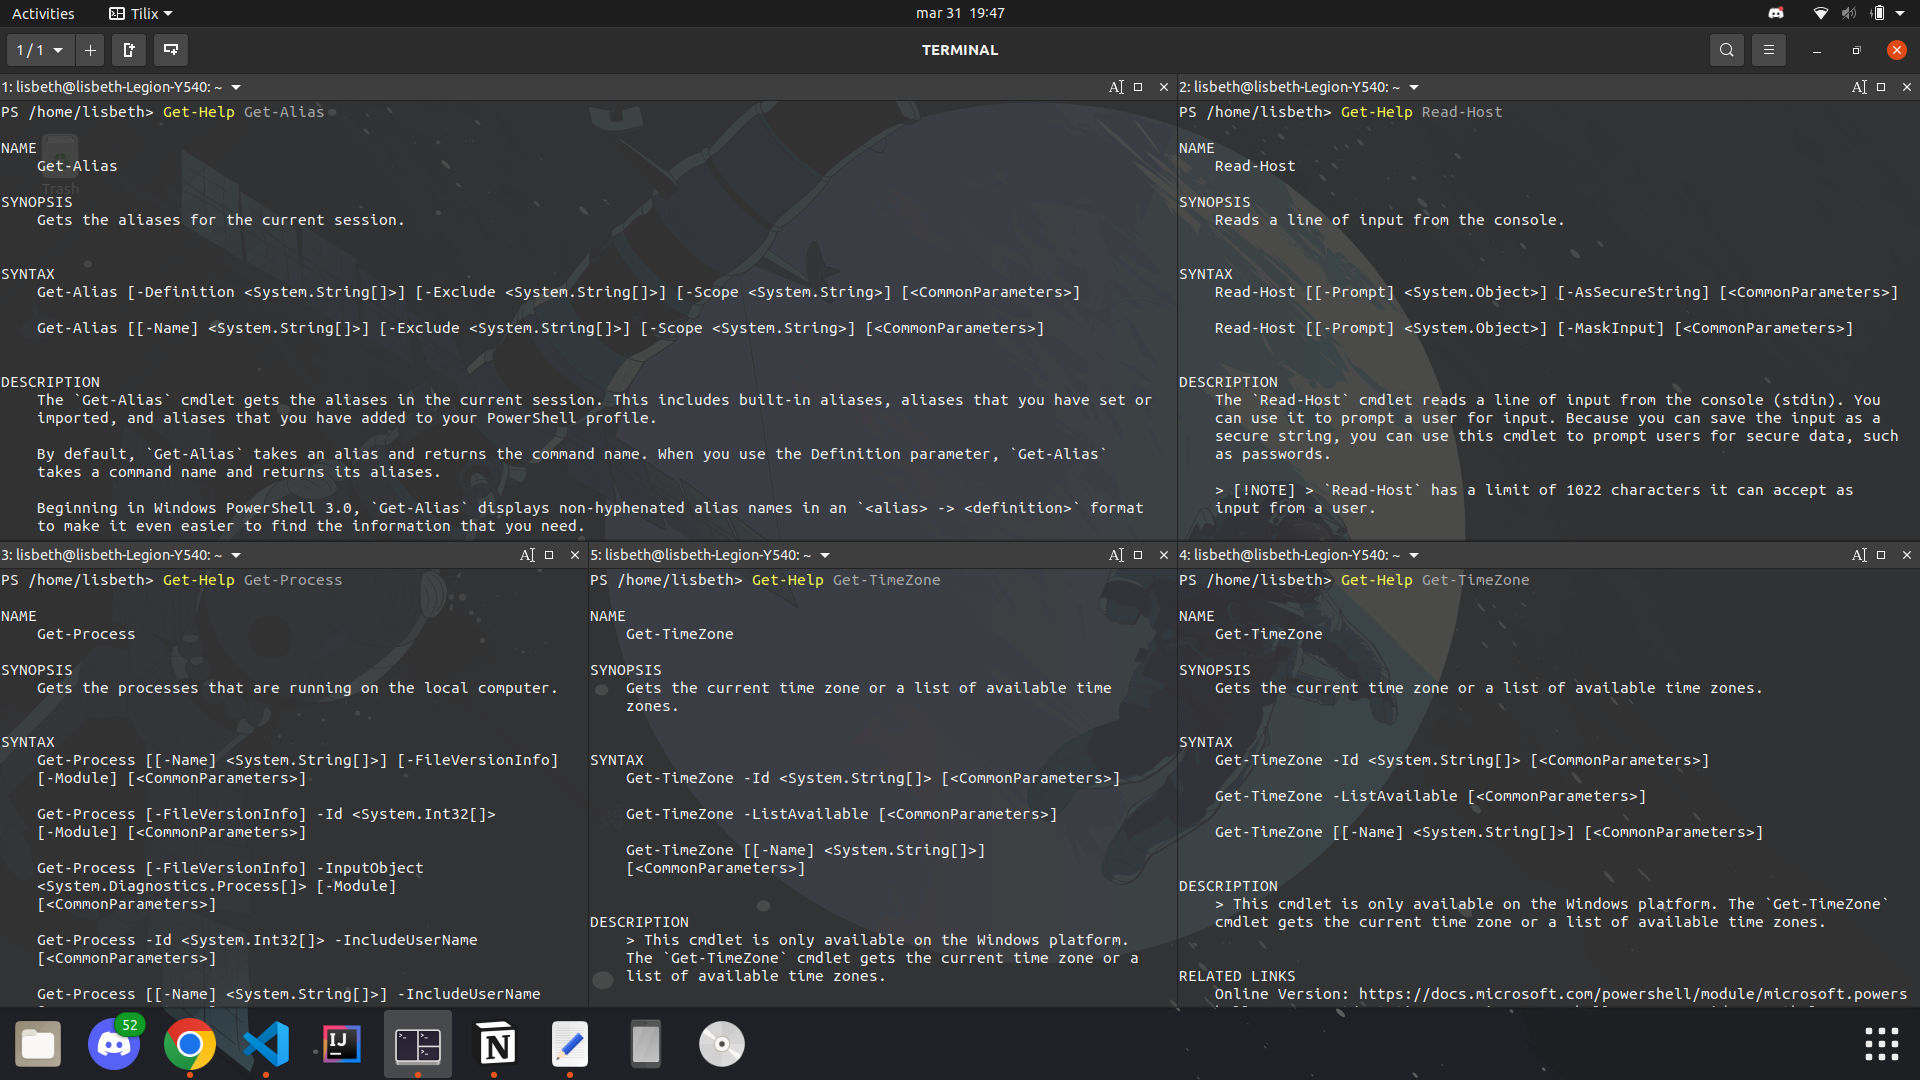 Activities Tilix mar 31 19:47
1 / 1 TERMINAL
1: lisbeth@lisbeth-Legion-Y540: ~
PS /home/lisbeth> Get-Help Get-Alias
NAME
Get-Alias
Trash
SYNOPSIS
Gets the aliases for the current session.
SYNTAX
Get-Alias [-Definition <System.String[]>] [-Exclude <System.String[]>] [-Scope <System.String>] [<CommonParameters>]
Get-Alias [[-Name] <System.String[]>] [-Exclude <System.String[]>] [-Scope <System.String>] [<CommonParameters>]
DESCRIPTION
The `Get-Alias` cmdlet gets the aliases in the current session. This includes built-in aliases, aliases that you have set or
imported, and aliases that you have added to your PowerShell profile.
By default, `Get-Alias` takes an alias and returns the command name. When you use the Definition parameter, `Get-Alias`
takes a command name and returns its aliases.
Beginning in Windows PowerShell 3.0, `Get-Alias` displays non-hyphenated alias names in an `<alias> -> <definition>` format
to make it even easier to find the information that you need.
2: lisbeth@lisbeth-Legion-Y540: ~
PS /home/lisbeth> Get-Help Read-Host
NAME
Read-Host
SYNOPSIS
Reads a line of input from the console.
SYNTAX
Read-Host [[-Prompt] <System.Object>] [-AsSecureString] [<CommonParameters>]
Read-Host [[-Prompt] <System.Object>] [-MaskInput] [<CommonParameters>]
DESCRIPTION
The `Read-Host` cmdlet reads a line of input from the console (stdin). You
can use it to prompt a user for input. Because you can save the input as a
secure string, you can use this cmdlet to prompt users for secure data, such
as passwords.
> [!NOTE] > `Read-Host` has a limit of 1022 characters it can accept as
input from a user.
3: lisbeth@lisbeth-Legion-Y540: ~
PS /home/lisbeth> Get-Help Get-Process
NAME
Get-Process
SYNOPSIS
Gets the processes that are running on the local computer.
SYNTAX
Get-Process [[-Name] <System.String[]>] [-FileVersionInfo]
[-Module] [<CommonParameters>]
Get-Process [-FileVersionInfo] -Id <System.Int32[]>
[-Module] [<CommonParameters>]
Get-Process [-FileVersionInfo] -InputObject
<System.Diagnostics.Process[]> [-Module]
[<CommonParameters>]
Get-Process -Id <System.Int32[]> -IncludeUserName
[<CommonParameters>]
Get-Process [[-Name] <System.String[]>] -IncludeUserName
5: lisbeth@lisbeth-Legion-Y540: ~
PS /home/lisbeth> Get-Help Get-TimeZone
NAME
Get-TimeZone
SYNOPSIS
Gets the current time zone or a list of available time
zones.
SYNTAX
Get-TimeZone -Id <System.String[]> [<CommonParameters>]
Get-TimeZone -ListAvailable [<CommonParameters>]
Get-TimeZone [[-Name] <System.String[]>]
[<CommonParameters>]
DESCRIPTION
> This cmdlet is only available on the Windows platform.
The `Get-TimeZone` cmdlet gets the current time zone or a
list of available time zones.
4: lisbeth@lisbeth-Legion-Y540: ~
PS /home/lisbeth> Get-Help Get-TimeZone
NAME
Get-TimeZone
SYNOPSIS
Gets the current time zone or a list of available time zones.
SYNTAX
Get-TimeZone -Id <System.String[]> [<CommonParameters>]
Get-TimeZone -ListAvailable [<CommonParameters>]
Get-TimeZone [[-Name] <System.String[]>] [<CommonParameters>]
DESCRIPTION
> This cmdlet is only available on the Windows platform. The `Get-TimeZone`
cmdlet gets the current time zone or a list of available time zones.
RELATED LINKS
Online Version: https://docs.microsoft.com/powershell/module/microsoft.powers
52
IJ
N